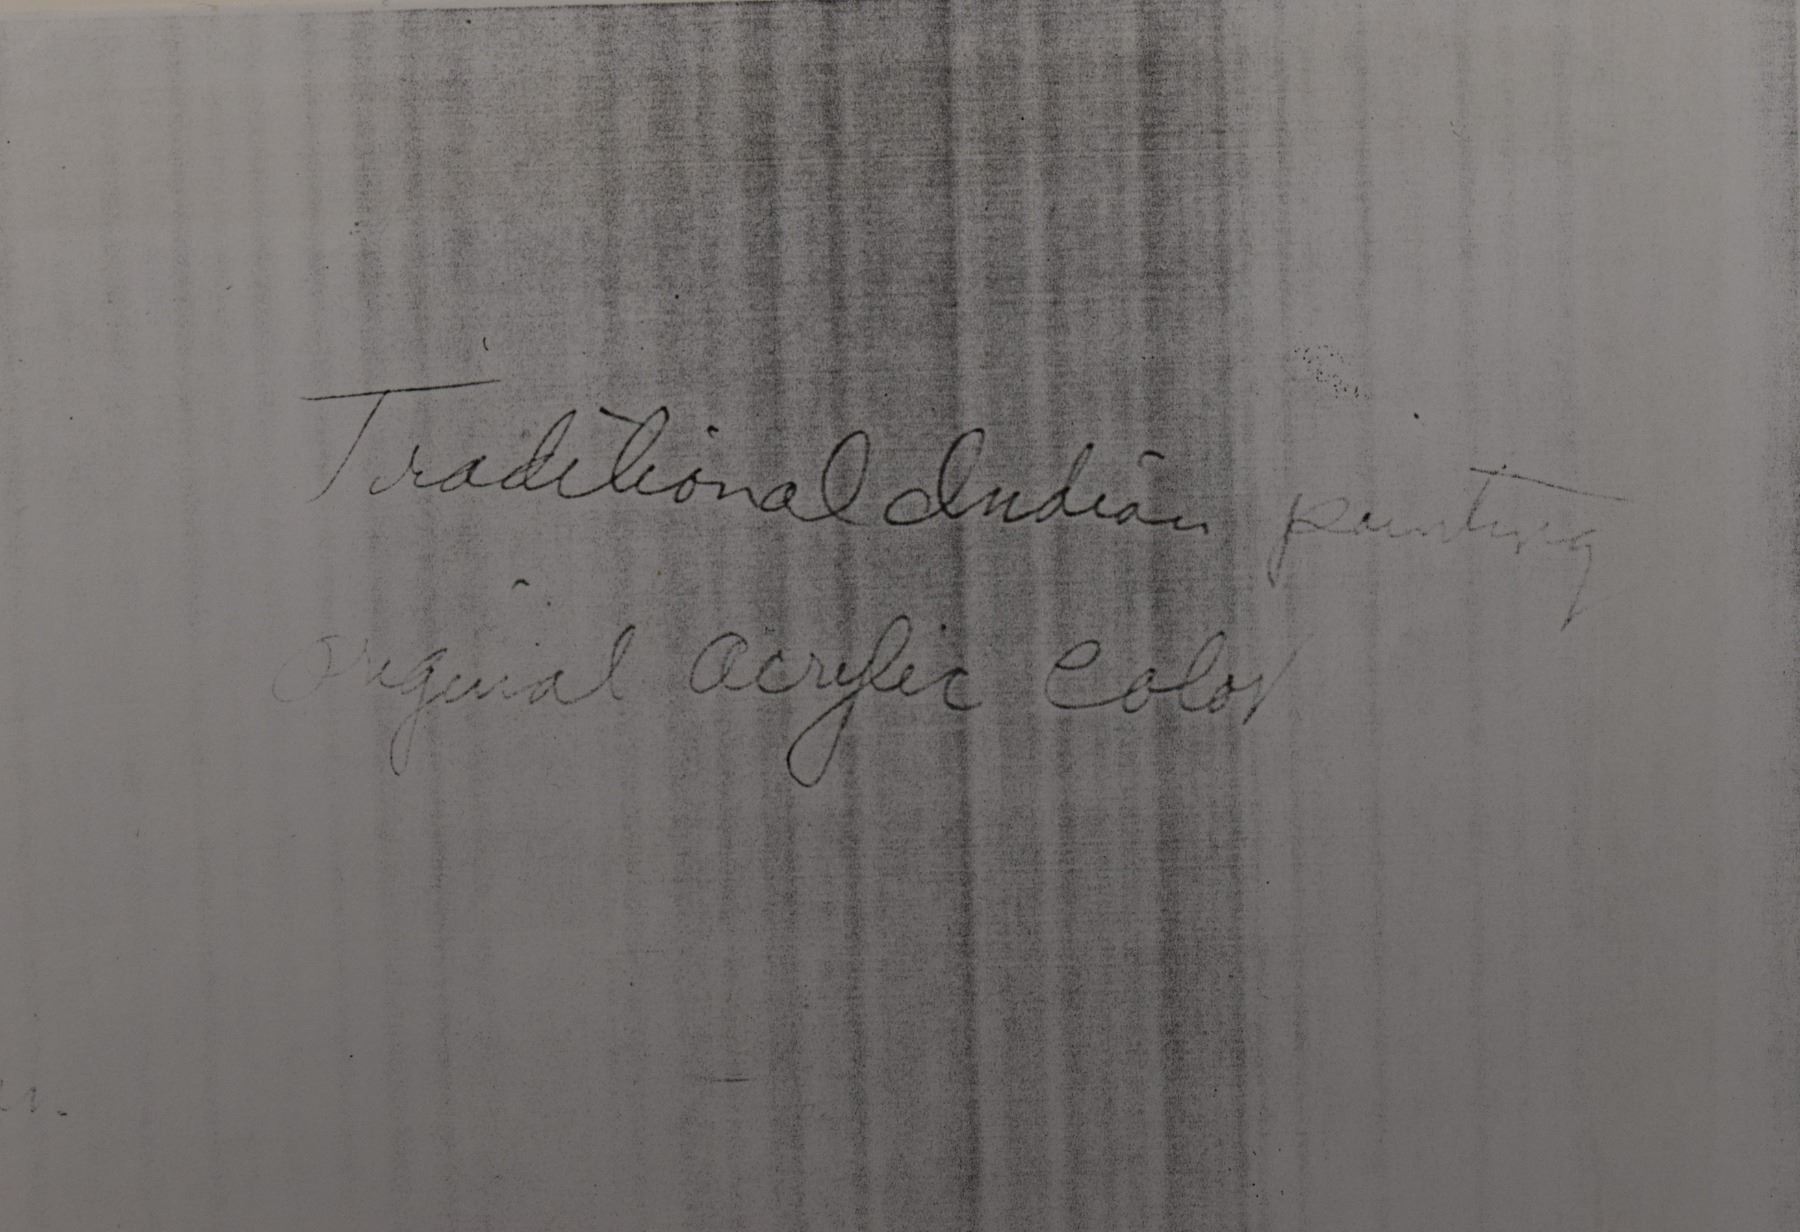 Traditional Indian painting
original acrylic color